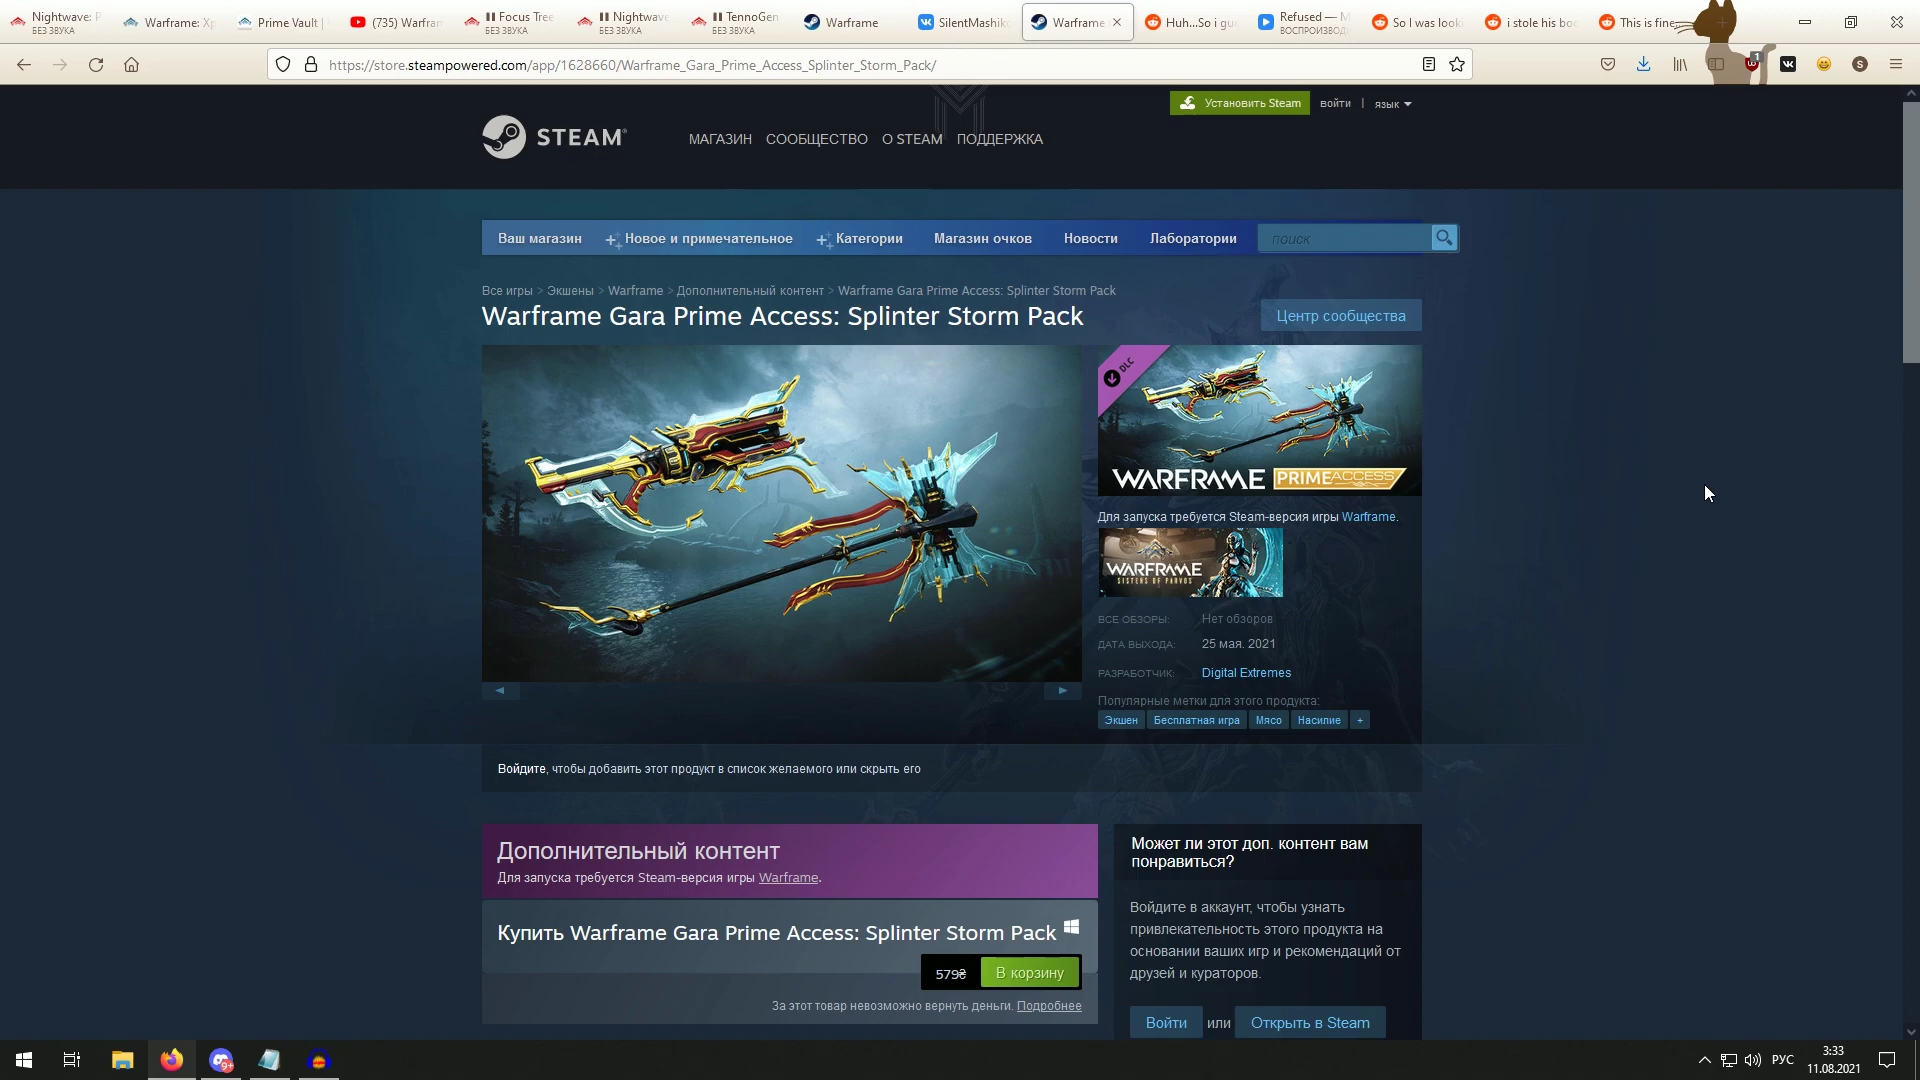 Nightwave: P
БЕЗ ЗВУКА
Warframe: Xp
Prime Vault |
(735) Warfram
Focus Tree
БЕЗ ЗВУКА
Nightwave
БЕЗ ЗВУКА
TennoGen
БЕЗ ЗВУКА
Warframe
SilentMashiko
Warframe
Huh...So i gu
Refused — M
ВОСПРОИЗВОД
So I was looki
i stole his bo
This is fine
https://store.steampowered.com/app/1628660/Warframe_Gara_Prime_Access_Splinter_Storm_Pack/
1
S
Установить Steam
войти | язык
STEAM
МАГАЗИН СООБЩЕСТВО О STEAM ПОДДЕРЖКА
Ваш магазин Новое и примечательное Категории Магазин очков Новости Лаборатории поиск
Все игры > Экшены > Warframe > Дополнительный контент > Warframe Gara Prime Access: Splinter Storm Pack
Warframe Gara Prime Access: Splinter Storm Pack
Центр сообщества
DLC
WARFRAME PRIME ACCESS
Для запуска требуется Steam-версия игры Warframe.
WARFRAME
SISTERS OF PARVOS
ВСЕ ОБЗОРЫ: Нет обзоров
ДАТА ВЫХОДА: 25 мая. 2021
РАЗРАБОТЧИК: Digital Extremes
Популярные метки для этого продукта:
Экшен Бесплатная игра Мясо Насилие +
Войдите, чтобы добавить этот продукт в список желаемого или скрыть его
Дополнительный контент
Для запуска требуется Steam-версия игры Warframe.
Купить Warframe Gara Prime Access: Splinter Storm Pack
579₴ В корзину
За этот товар невозможно вернуть деньги. Подробнее
Может ли этот доп. контент вам
понравиться?
Войдите в аккаунт, чтобы узнать
привлекательность этого продукта на
основании ваших игр и рекомендаций от
друзей и кураторов.
Войти или Открыть в Steam
9+
РУС
3:33
11.08.2021